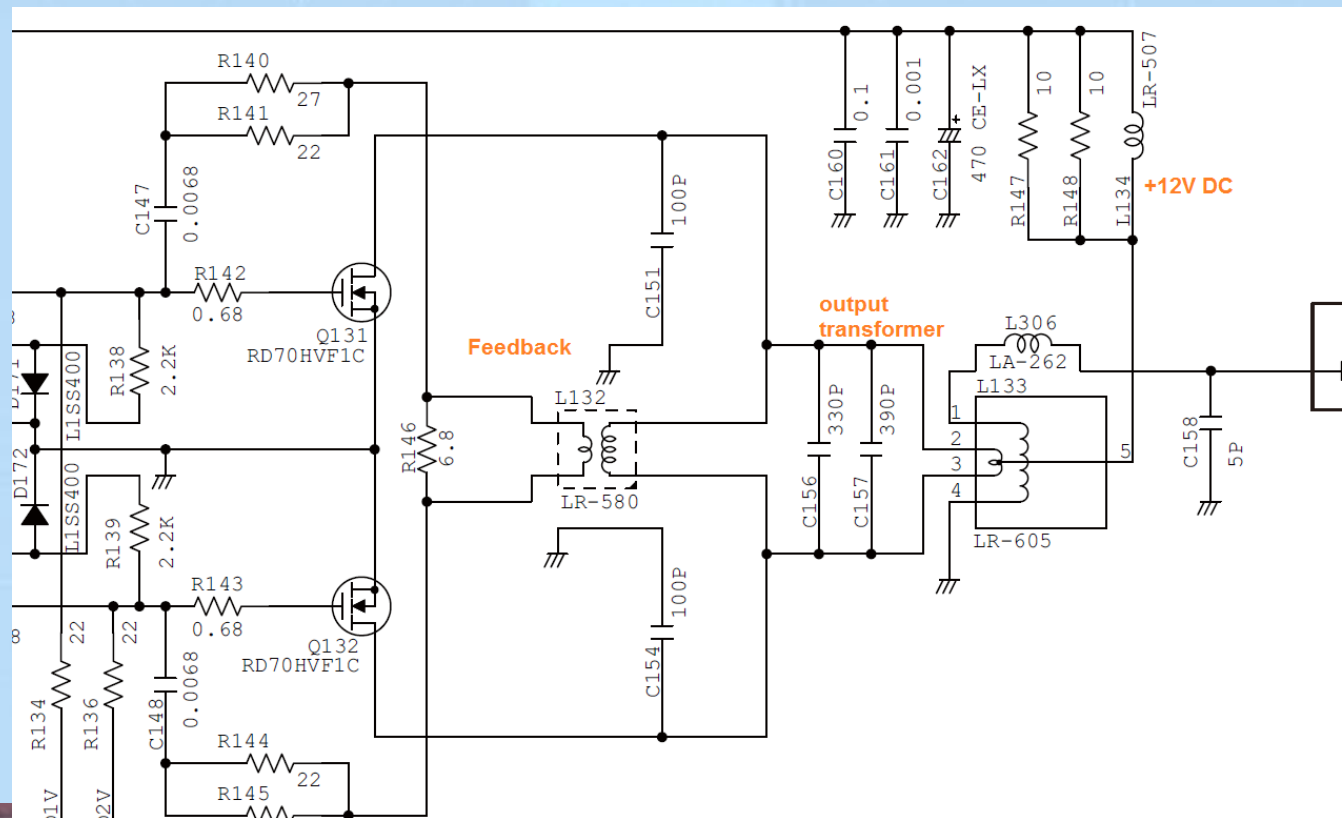 R140
27
R141
22
C147
0.0068
R142
0.68
Q131
RD70HVF1C
R138
2.2K
L1SS400
D172
L1SS400
R139
2.2K
R143
0.68
Q132
RD70HVF1C
8
22
22
R134
R136
C148
0.0068
R144
22
R145
D2V
R146
6.8
Feedback
L132
LR-580
100P
C151
100P
C154
output
transformer
330P
390P
C156
C157
0.1
C160
0.001
C161
470 CE-LX
+
C162
10
R147
10
R148
LR-507
L134
+12V DC
L306
LA-262
L133
1
2
3
4
5
LR-605
C158
5P